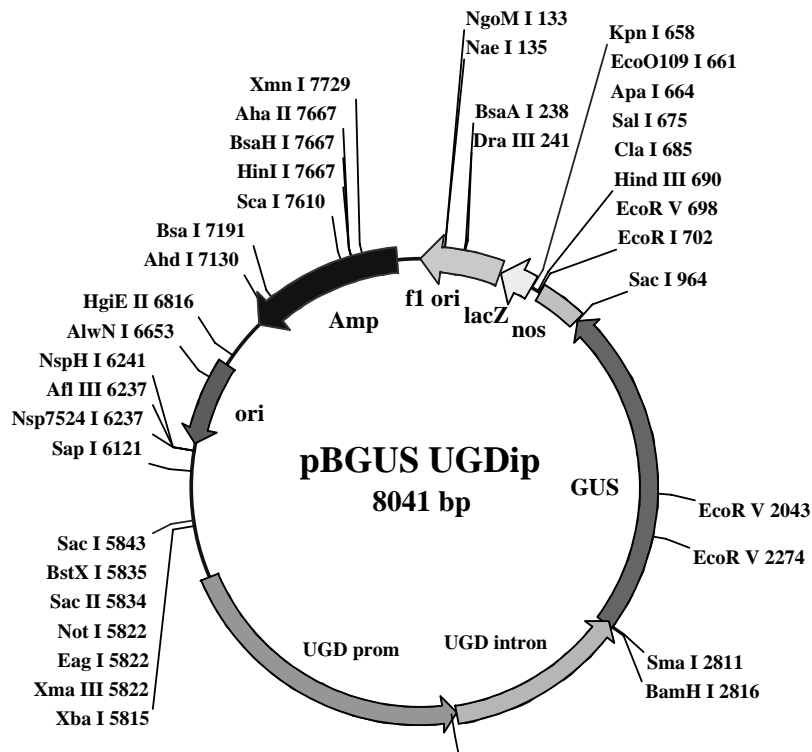 NgoM I 133
Nae I 135
Kpn I 658
EcoO109 I 661
Apa I 664
Sal I 675
Cla I 685
Hind III 690
EcoR V 698
EcoR I 702
Xmn I 7729
Aha II 7667
BsaH I 7667
HinI I 7667
Sca I 7610
BsaA I 238
Dra III 241
Bsa I 7191
Ahd I 7130
HgiE II 6816
AlwN I 6653
NspH I 6241
Afl III 6237
Nsp7524 I 6237
Sap I 6121
Sac I 964
f1 ori
lacZ
nos
Amp
ori
pBGUS UGDip
8041 bp
GUS
EcoR V 2043
EcoR V 2274
Sac I 5843
BstX I 5835
Sac II 5834
Not I 5822
Eag I 5822
Xma III 5822
Xba I 5815
UGD prom
UGD intron
Sma I 2811
BamH I 2816